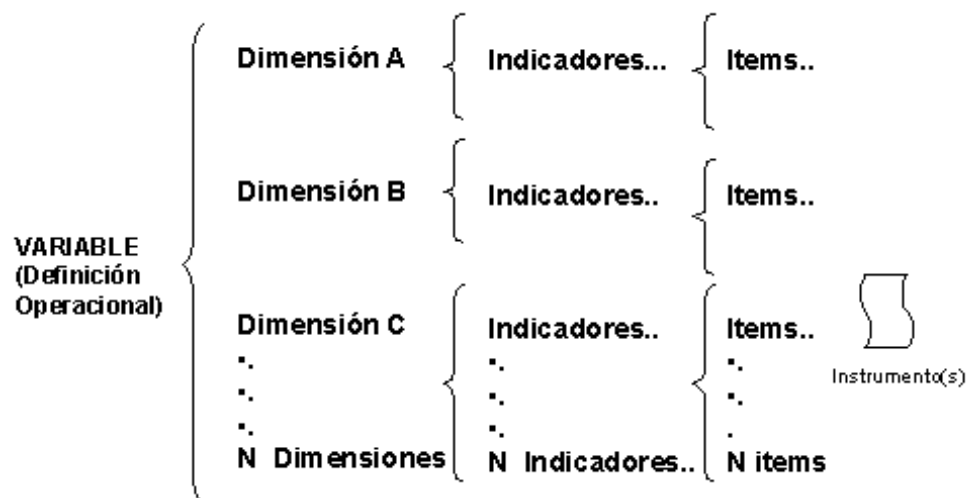 Dimensión A
Indicadores...
Items..
Dimensión B
Indicadores..
Items..
VARIABLE
(Definición
Operacional)
Dimensión C
Indicadores..
Items..
N Dimensiones
N Indicadores..
N items
Instrumento(s)